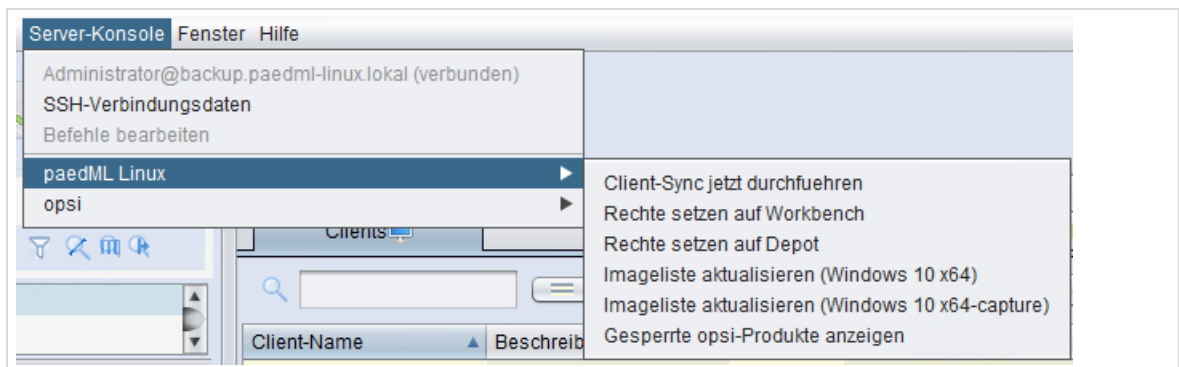 Server-Konsole Fenster Hilfe
Administrator@backup.paedml-linux.lokal (verbunden)
SSH-Verbindungsdaten
Befehle bearbeiten
paedML Linux
opsi
Client-Sync jetzt durchfuehren
Rechte setzen auf Workbench
Rechte setzen auf Depot
Imageliste aktualisieren (Windows 10 x64)
Imageliste aktualisieren (Windows 10 x64-capture)
Gesperrte opsi-Produkte anzeigen
Clients
Client-Name Beschreib